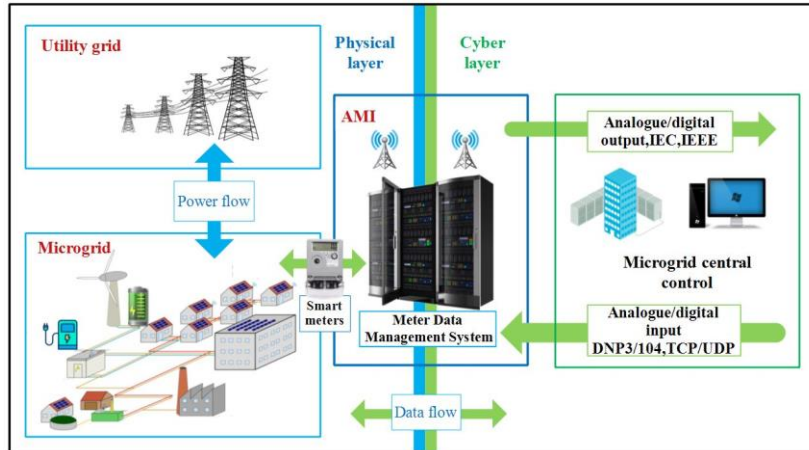 Utility grid
Physical
layer
Cyber
layer
AMI
Analogue/digital
output,IEC,IEEE
Power flow
Microgrid
Smart
meters
Meter Data
Management System
Microgrid central
control
Analogue/digital
input
DNP3/104,TCP/UDP
Data flow